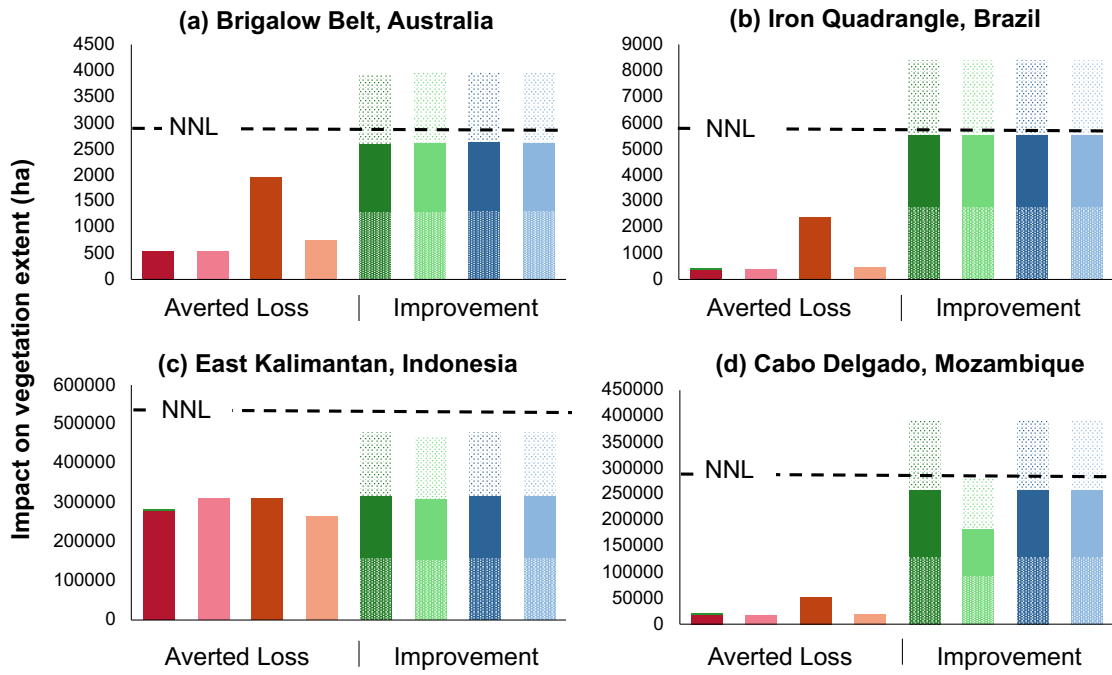 (a) Brigalow Belt, Australia
4500
4000
3500
3000
2500
2000
1500
1000
500
0
NNL
Averted Loss | Improvement
(b) Iron Quadrangle, Brazil
9000
8000
7000
6000
5000
4000
3000
2000
1000
0
NNL
Averted Loss | Improvement
Impact on vegetation extent (ha)
(c) East Kalimantan, Indonesia
600000
500000
400000
300000
200000
100000
0
NNL
Averted Loss | Improvement
(d) Cabo Delgado, Mozambique
450000
400000
350000
300000
250000
200000
150000
100000
50000
0
NNL
Averted Loss | Improvement